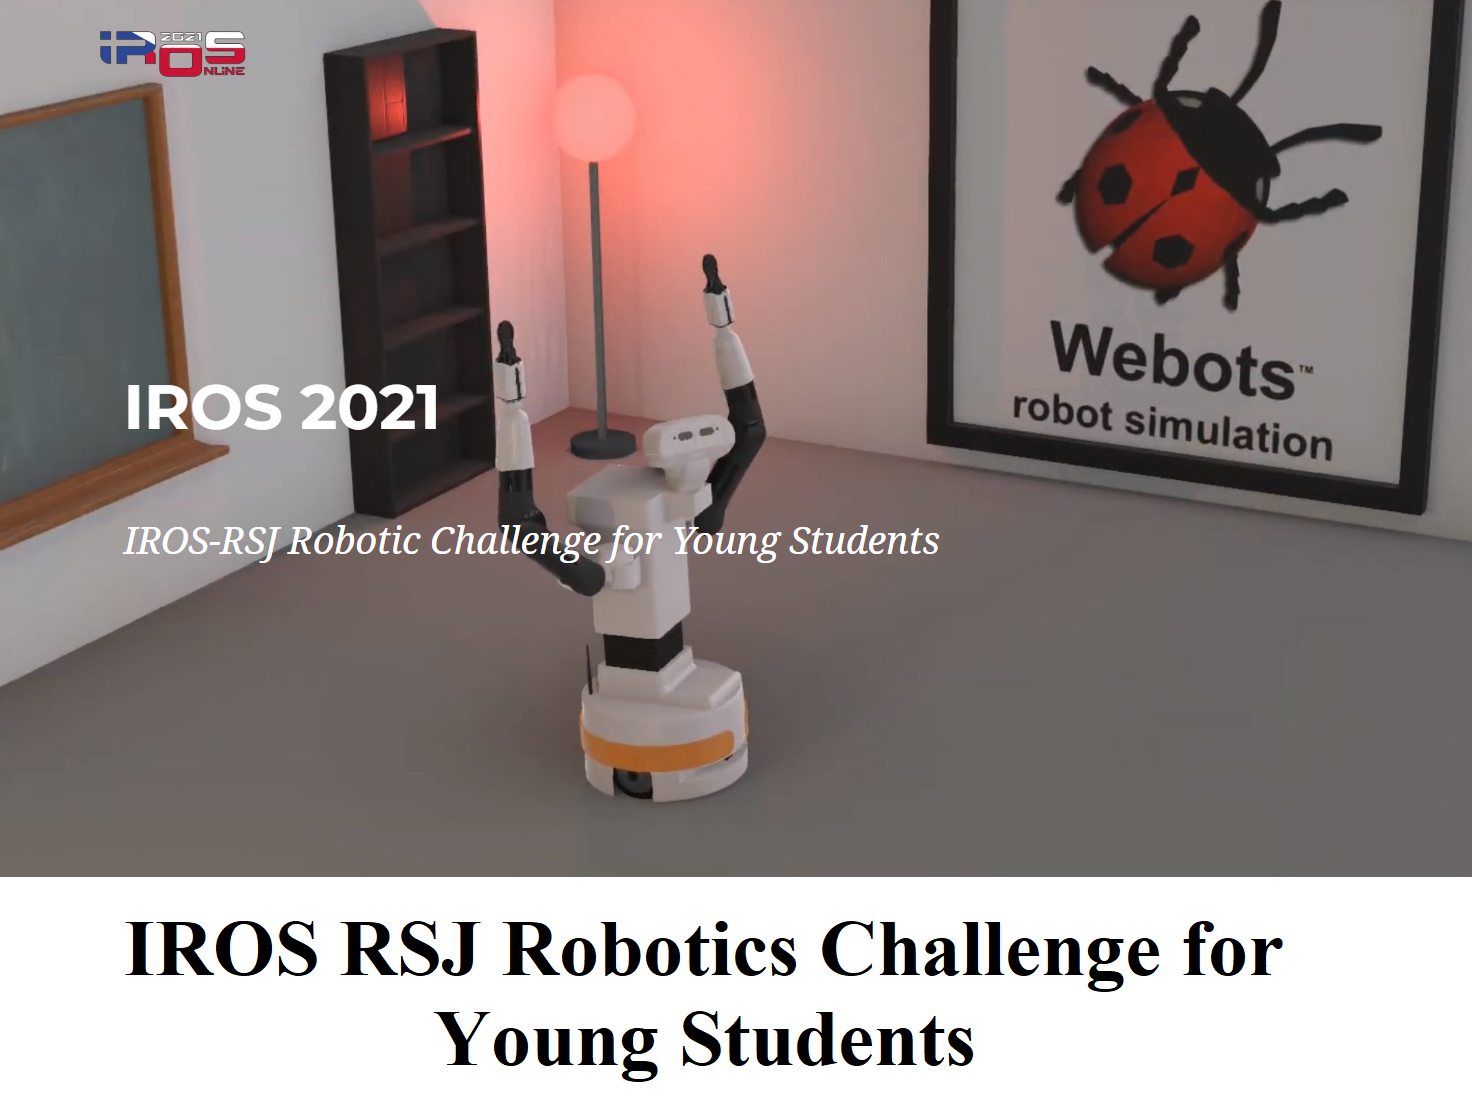 iROS
2021
ONLINE
Webots™
robot simulation
IROS 2021
IROS-RSJ Robotic Challenge for Young Students
IROS RSJ Robotics Challenge for
Young Students